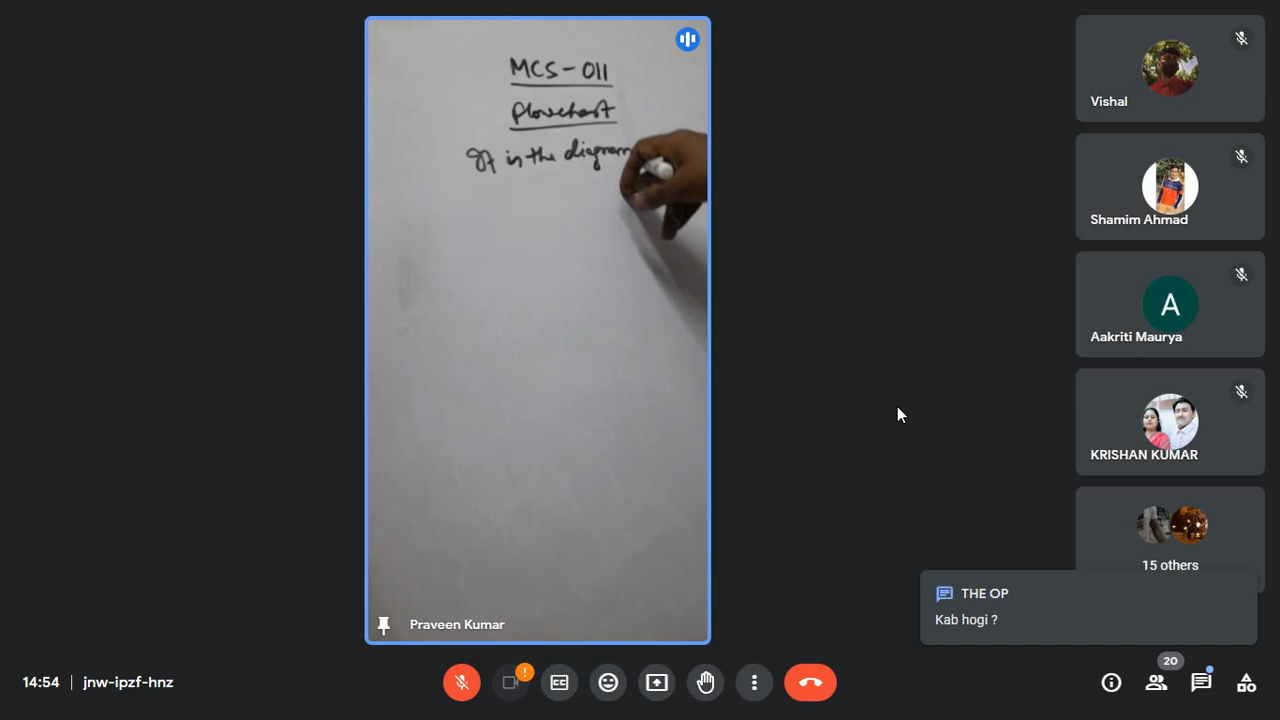 MCS-011
Flowchart
It is the diagram
Praveen Kumar
Vishal
Shamim Ahmad
A
Aakriti Maurya
KRISHAN KUMAR
15 others
THE OP
Kab hogi ?
14:54 | jnw-ipzf-hnz
CC
20